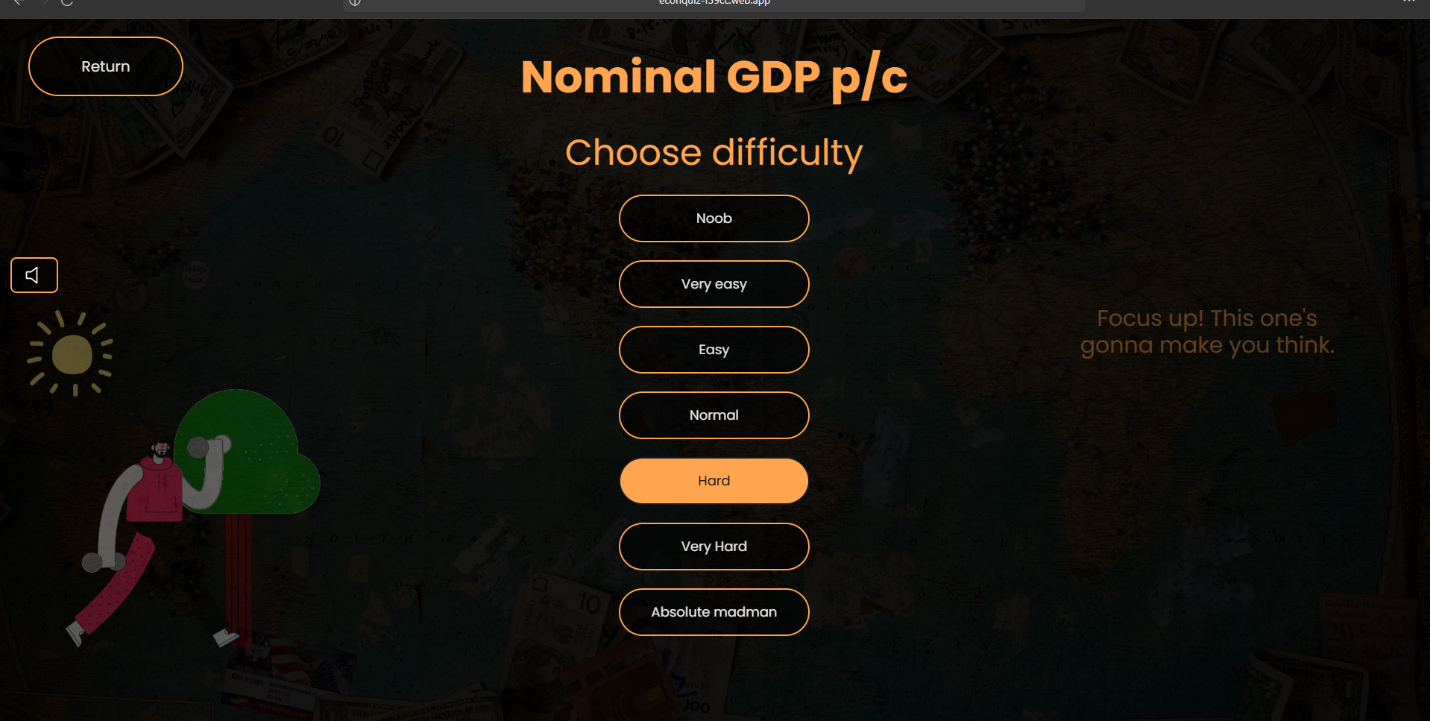 Return
Nominal GDP p/c
Choose difficulty
Noob
Very easy
Easy
Normal
Hard
Very Hard
Absolute madman
Focus up! This one's
gonna make you think.